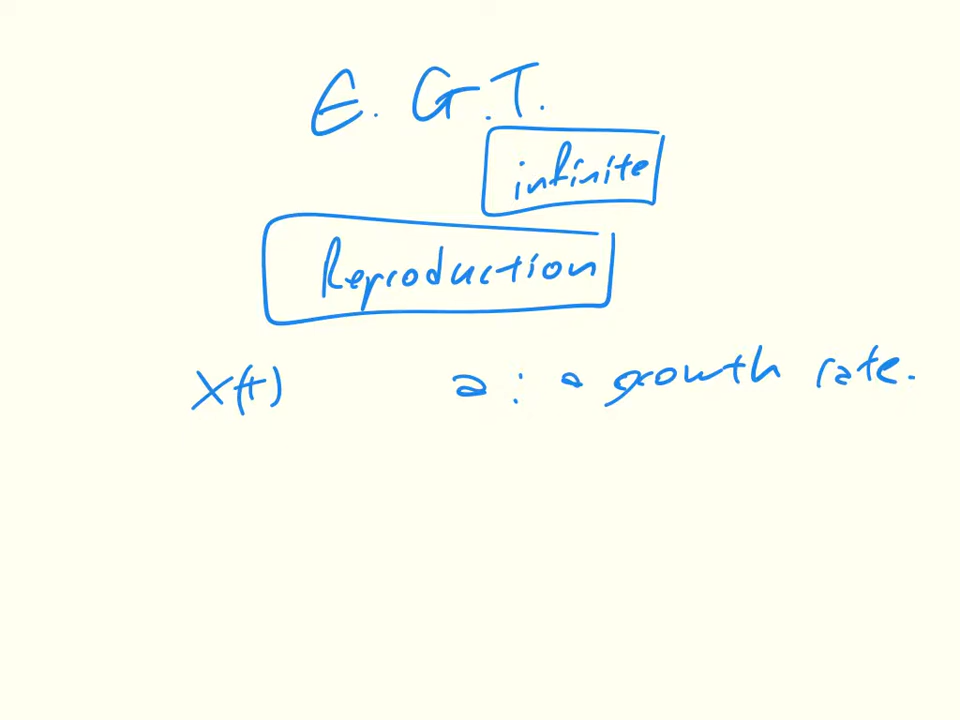 E. G.T.
infinite
Reproduction
X(t) a : a growth rate.